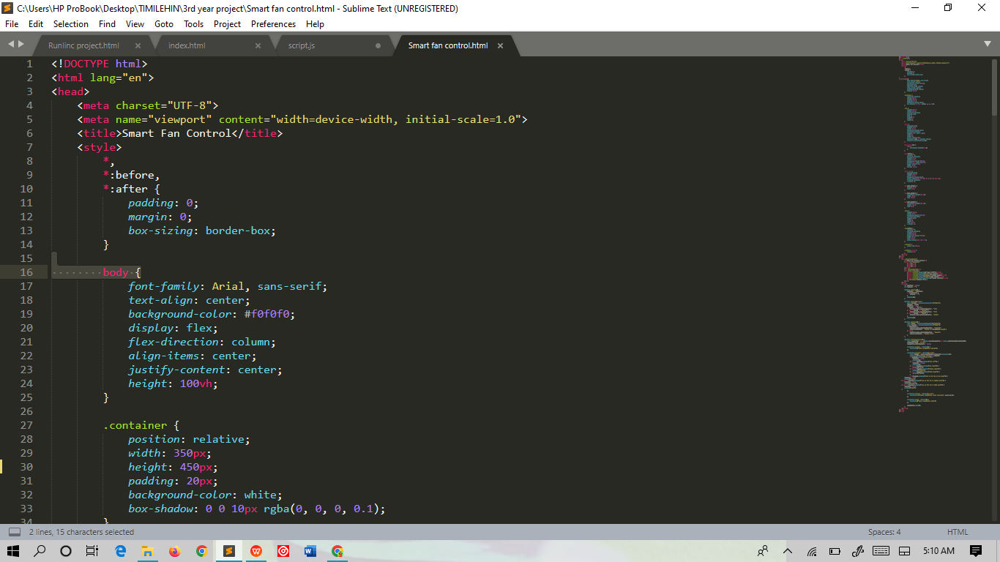 C:\Users\HP ProBook\Desktop\TIMILEHIN\3rd year project\Smart fan control.html - Sublime Text (UNREGISTERED)
File Edit Selection Find View Goto Tools Project Preferences Help
Runlinc project.html index.html script.js Smart fan control.html
1 <!DOCTYPE html>
2 <html lang="en">
3 <head>
4 <meta charset="UTF-8">
5 <meta name="viewport" content="width=device-width, initial-scale=1.0">
6 <title>Smart Fan Control</title>
7 <style>
8 *,
9 *:before,
10 *:after {
11 padding: 0;
12 margin: 0;
13 box-sizing: border-box;
14 }
15
16 body {
17 font-family: Arial, sans-serif;
18 text-align: center;
19 background-color: #f0f0f0;
20 display: flex;
21 flex-direction: column;
22 align-items: center;
23 justify-content: center;
24 height: 100vh;
25 }
26
27 .container {
28 position: relative;
29 width: 350px;
30 height: 450px;
31 padding: 20px;
32 background-color: white;
33 box-shadow: 0 0 10px rgba(0, 0, 0, 0.1);
34 }
2 lines, 15 characters selected Spaces: 4 HTML
5:10 AM